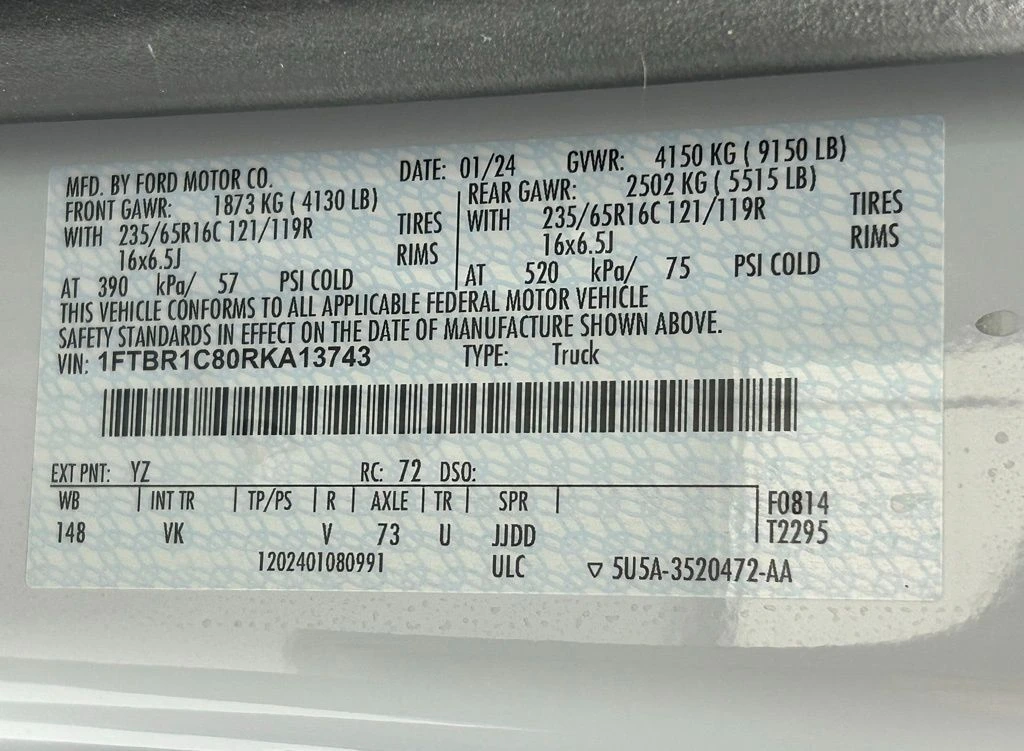 MFD. BY FORD MOTOR CO. DATE: 01/24 GVWR: 4150 KG ( 9150 LB)
FRONT GAWR: 1873 KG ( 4130 LB) REAR GAWR: 2502 KG ( 5515 LB)
WITH 235/65R16C 121/119R TIRES WITH 235/65R16C 121/119R TIRES
16x6.5J RIMS 16x6.5J RIMS
AT 390 kPa/ 57 PSI COLD AT 520 kPa/ 75 PSI COLD
THIS VEHICLE CONFORMS TO ALL APPLICABLE FEDERAL MOTOR VEHICLE
SAFETY STANDARDS IN EFFECT ON THE DATE OF MANUFACTURE SHOWN ABOVE.
VIN: 1FTBR1C80RKA13743 TYPE: Truck
EXT PNT: YZ RC: 72 DSO:
WB INT TR TP/PS R AXLE TR SPR F0814
148 VK V 73 U JJDD T2295
1202401080991 ULC ▽ 5U5A-3520472-AA